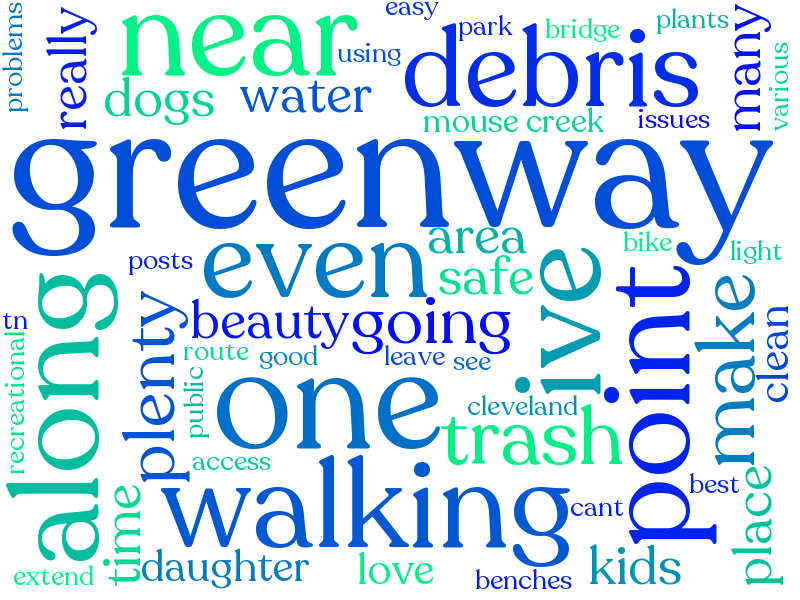 problems
really
near
using
easy
park
bridge
plants
many
various
dogs
water
debris
mouse creek
issues
greenway
posts
even
area
safe
ive
bike
light
tn
along
plenty
beauty
going
point
make
clean
route
good
leave
see
recreational
public
one
cleveland
trash
access
walking
cant
best
place
time
daughter
love
benches
kids
extend